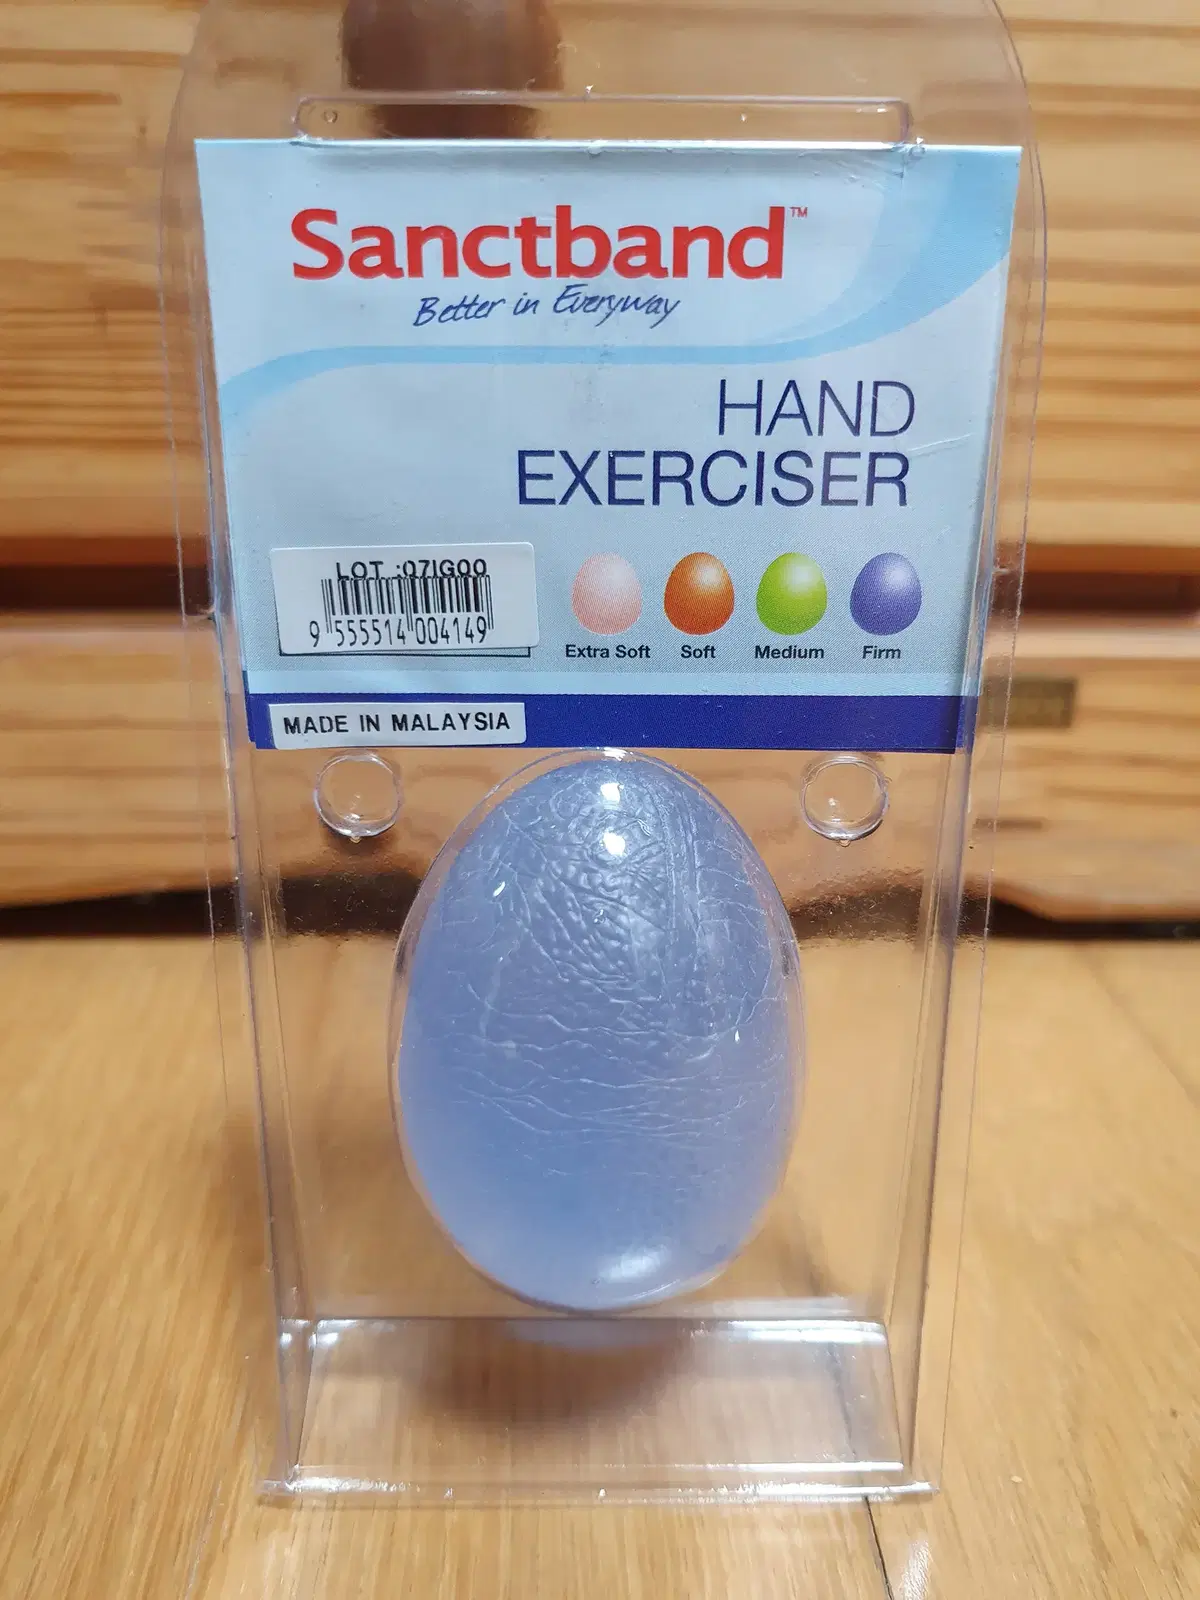 Sanctband™
Better in Everyway
HAND
EXERCISER
LOT :07IG00
9 555514 004149
Extra Soft Soft Medium Firm
MADE IN MALAYSIA